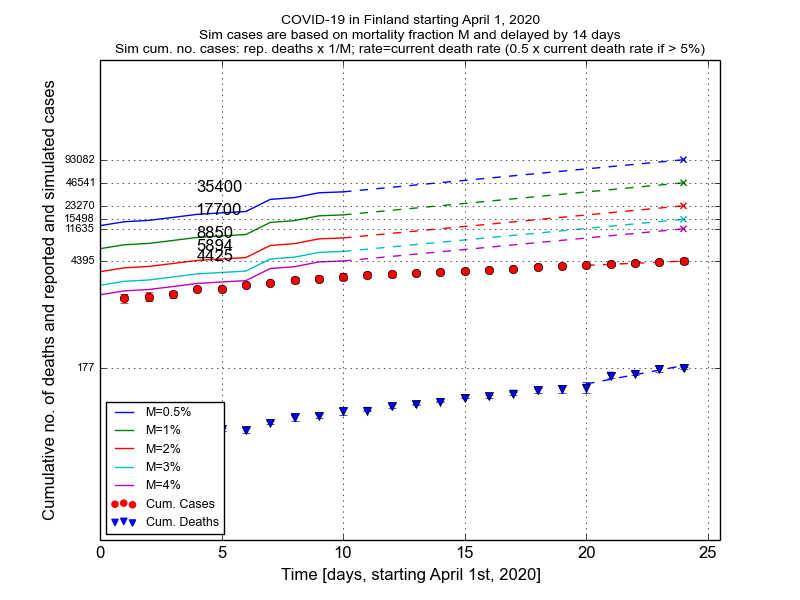 COVID-19 in Finland starting April 1, 2020
Sim cases are based on mortality fraction M and delayed by 14 days
Sim cum. no. cases: rep. deaths x 1/M; rate=current death rate (0.5 x current death rate if > 5%)
Cumulative no. of deaths and reported and simulated cases
93082
46541
23270
15498
11635
4395
177
35400
17700
8850
5894
4425
M=0.5%
M=1%
M=2%
M=3%
M=4%
Cum. Cases
Cum. Deaths
0 5 10 15 20 25
Time [days, starting April 1st, 2020]